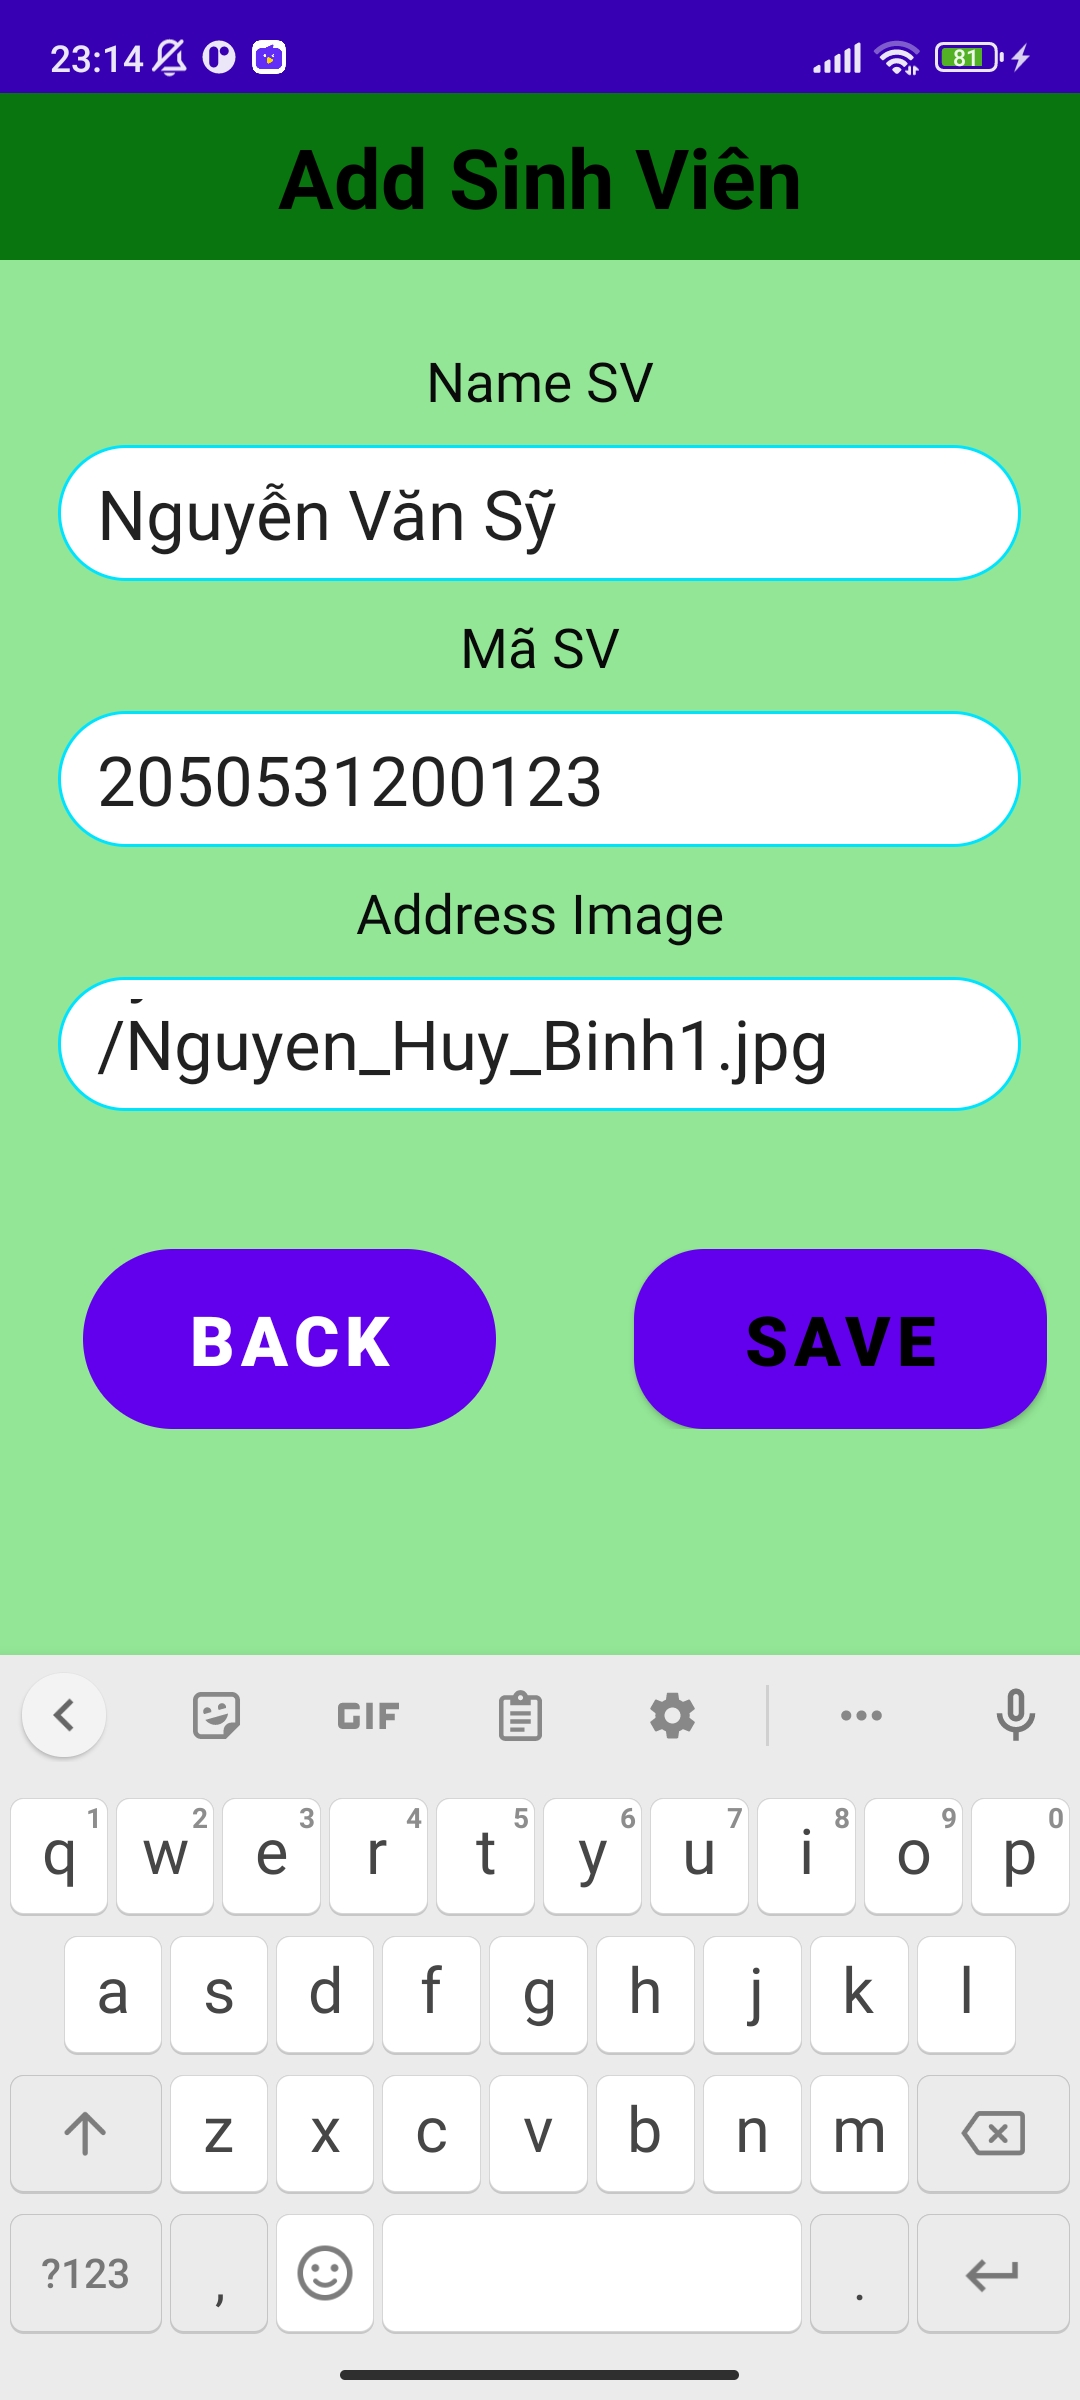 23:14 81
Add Sinh Viên
Name SV
Nguyễn Văn Sỹ
Mã SV
2050531200123
Address Image
/Nguyen_Huy_Binh1.jpg
BACK SAVE
GIF
1 2 3 4 5 6 7 8 9 0
q w e r t y u i o p
a s d f g h j k l
z x c v b n m
?123 , .